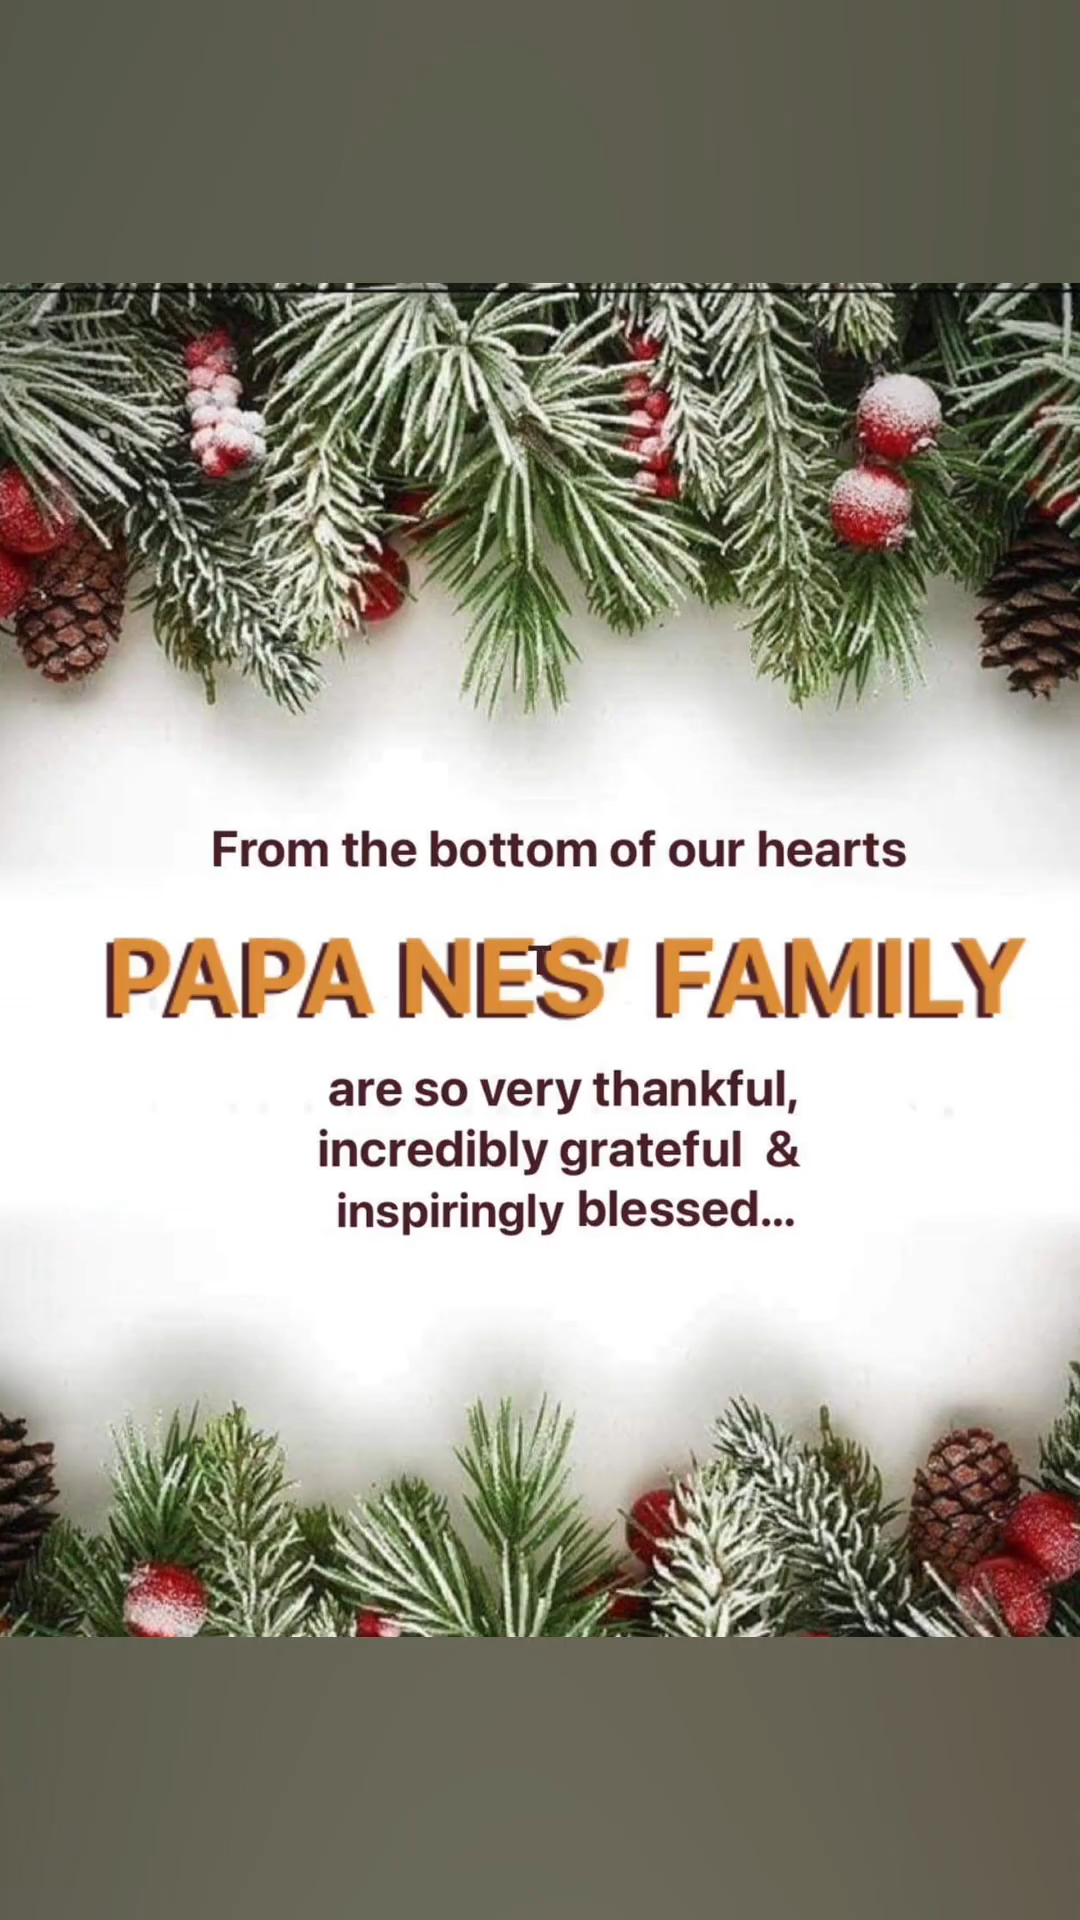 From the bottom of our hearts
PAPA NES' FAMILY
are so very thankful,
incredibly grateful &
inspiringly blessed...